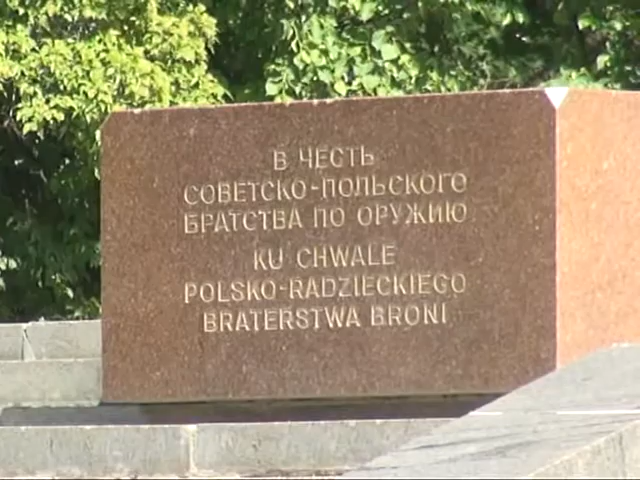 В ЧЕСТЬ
СОВЕТСКО-ПОЛЬСКОГО
БРАТСТВА ПО ОРУЖИЮ
KU CHWALE
POLSKO-RADZIECKIEGO
BRATERSTWA BRONI